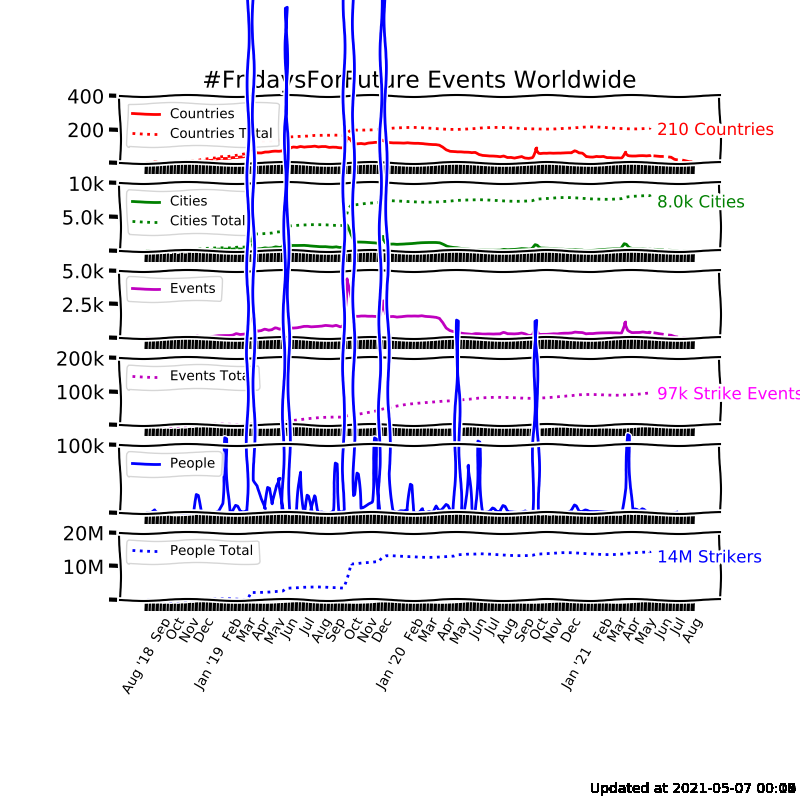 #FridaysForFuture Events Worldwide
400
200
Countries
Countries Total
210 Countries
10k
5.0k
Cities
Cities Total
8.0k Cities
5.0k
2.5k
Events
200k
100k
Events Total
97k Strike Events
100k
People
20M
10M
People Total
14M Strikers
Aug '18 Sep Oct Nov Dec Jan '19 Feb Mar Apr May Jun Jul Aug Sep Oct Nov Dec Jan '20 Feb Mar Apr May Jun Jul Aug Sep Oct Nov Dec Jan '21 Feb Mar Apr May Jun Jul Aug
Updated at 2021-05-07 00: